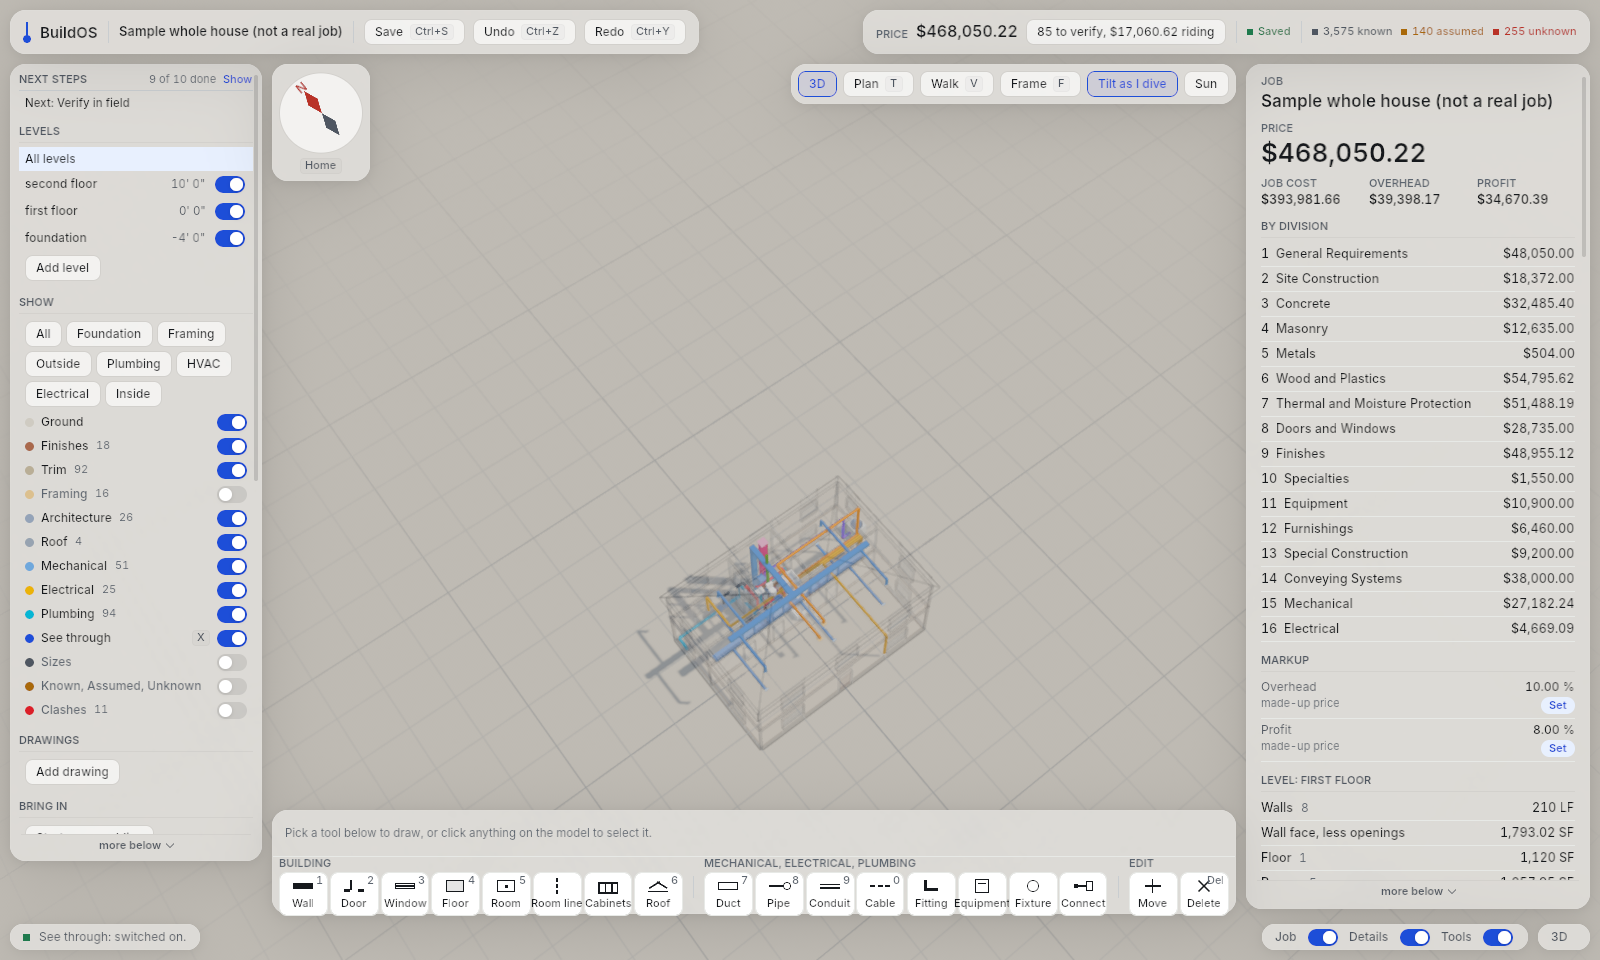 BuildOS
Sample whole house (not a real job)
Save Ctrl+S
Undo Ctrl+Z
Redo Ctrl+Y
PRICE $468,050.22
85 to verify, $17,060.62 riding
Saved
3,575 known
140 assumed
255 unknown
NEXT STEPS 9 of 10 done Show
Next: Verify in field
LEVELS
All levels
second floor 10' 0"
first floor 0' 0"
foundation -4' 0"
Add level
SHOW
All Foundation Framing
Outside Plumbing HVAC
Electrical Inside
Ground
Finishes 18
Trim 92
Framing 16
Architecture 26
Roof 4
Mechanical 51
Electrical 25
Plumbing 94
See through X
Sizes
Known, Assumed, Unknown
Clashes 11
DRAWINGS
Add drawing
BRING IN
more below
See through: switched on.
N
Home
3D
Plan T
Walk V
Frame F
Tilt as I dive
Sun
Pick a tool below to draw, or click anything on the model to select it.
BUILDING
1 Wall
2 Door
3 Window
4 Floor
5 Room
Room line
Cabinets
6 Roof
MECHANICAL, ELECTRICAL, PLUMBING
7 Duct
8 Pipe
9 Conduit
0 Cable
Fitting
Equipment
Fixture
Connect
EDIT
Move
Del Delete
JOB
Sample whole house (not a real job)
PRICE
$468,050.22
JOB COST OVERHEAD PROFIT
$393,981.66 $39,398.17 $34,670.39
BY DIVISION
1 General Requirements $48,050.00
2 Site Construction $18,372.00
3 Concrete $32,485.40
4 Masonry $12,635.00
5 Metals $504.00
6 Wood and Plastics $54,795.62
7 Thermal and Moisture Protection $51,488.19
8 Doors and Windows $28,735.00
9 Finishes $48,955.12
10 Specialties $1,550.00
11 Equipment $10,900.00
12 Furnishings $6,460.00
13 Special Construction $9,200.00
14 Conveying Systems $38,000.00
15 Mechanical $27,182.24
16 Electrical $4,669.09
MARKUP
Overhead 10.00 %
made-up price Set
Profit 8.00 %
made-up price Set
LEVEL: FIRST FLOOR
Walls 8 210 LF
Wall face, less openings 1,793.02 SF
Floor 1 1,120 SF
more below
Job
Details
Tools
3D